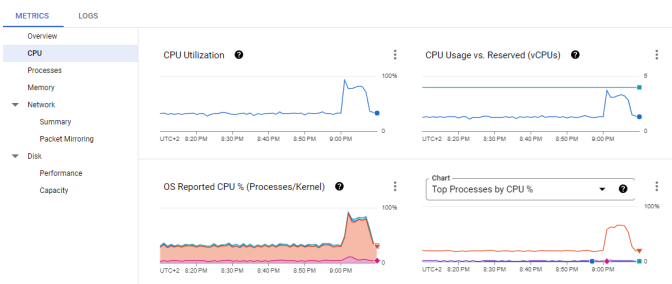 METRICS LOGS
Overview
CPU
Processes
Memory
Network
Summary
Packet Mirroring
Disk
Performance
Capacity
CPU Utilization ?
100%
0
UTC+2 8:20 PM 8:30 PM 8:40 PM 8:50 PM 9:00 PM
CPU Usage vs. Reserved (vCPUs) ?
5
0
UTC+2 8:20 PM 8:30 PM 8:40 PM 8:50 PM 9:00 PM
OS Reported CPU % (Processes/Kernel) ?
100%
0
UTC+2 8:20 PM 8:30 PM 8:40 PM 8:50 PM 9:00 PM
Chart
Top Processes by CPU % ?
100%
0
UTC+2 8:20 PM 8:30 PM 8:40 PM 8:50 PM 9:00 PM